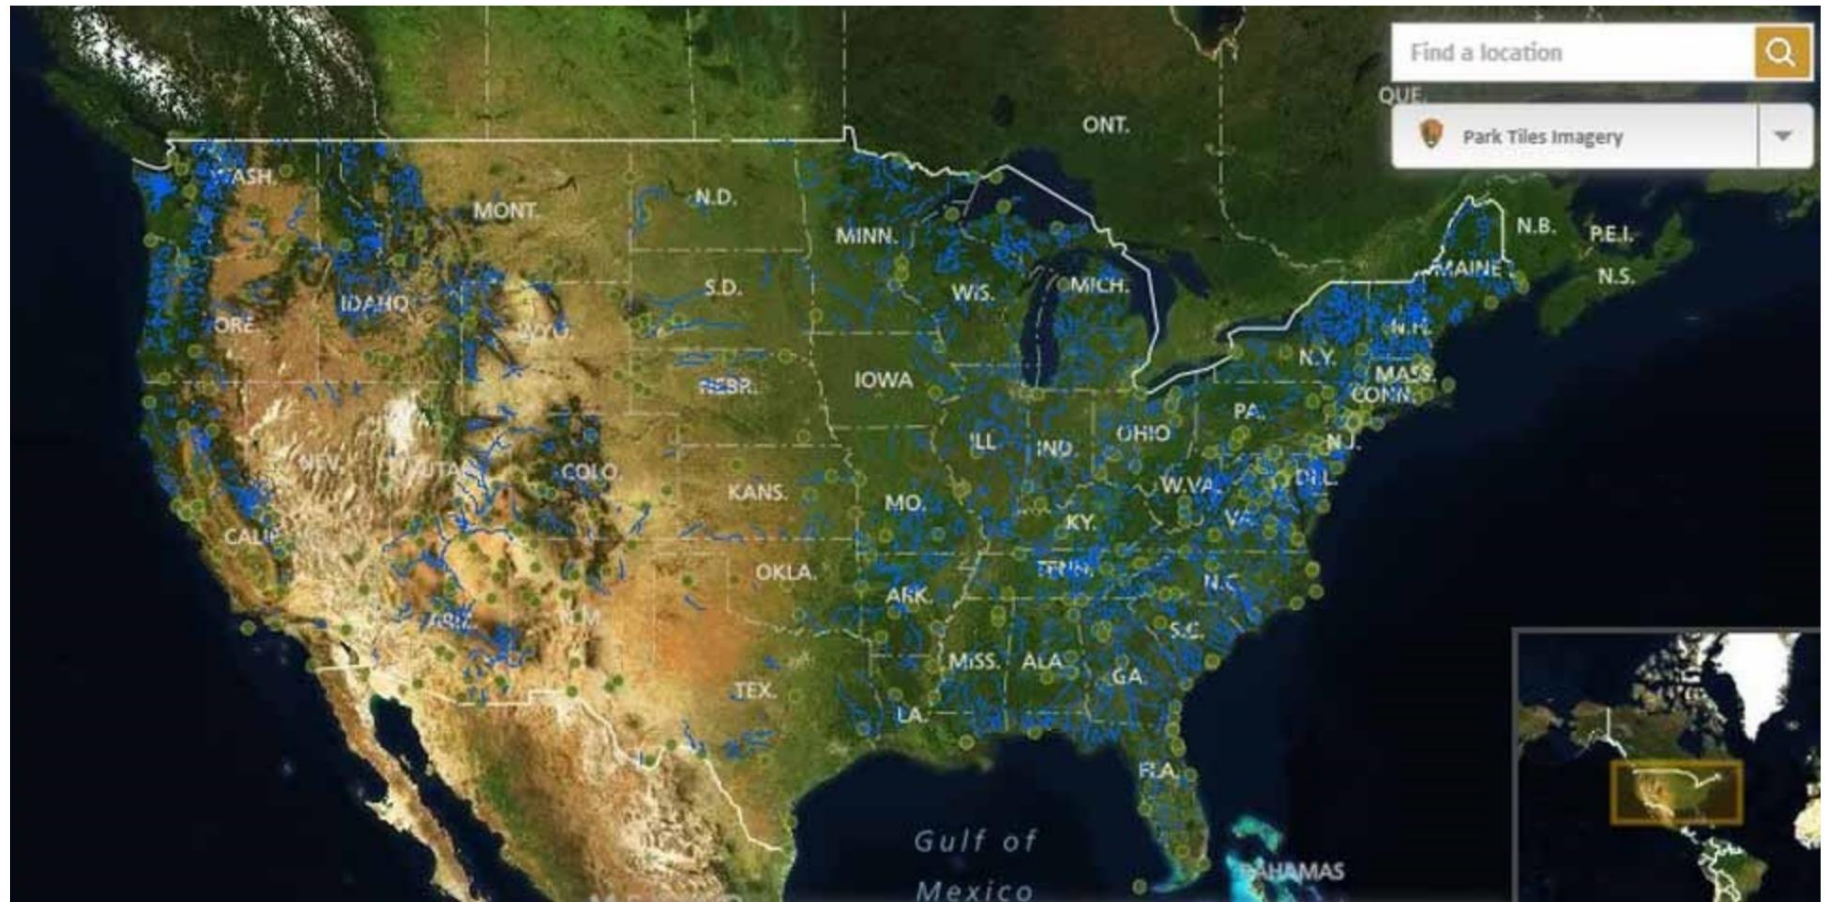 Find a location
QUE.
ONT.
Park Tiles Imagery
WASH.
MONT.
N.D.
MINN.
N.B.
P.E.I.
MAINE
N.S.
IDAHO
S.D.
WIS.
MICH.
ORE.
WYO.
N.H.
N.Y.
NEBR.
IOWA
MASS.
CONN.
PA.
ILL.
IND.
OHIO
N.J.
NEV.
UTAH
COLO.
KANS.
MO.
W.VA.
DEL.
KY.
VA.
CALIF.
OKLA.
TENN.
N.C.
ARK.
ARIZ.
N.M.
S.C.
MISS.
ALA.
GA.
TEX.
LA.
FLA.
Gulf of
Mexico
BAHAMAS